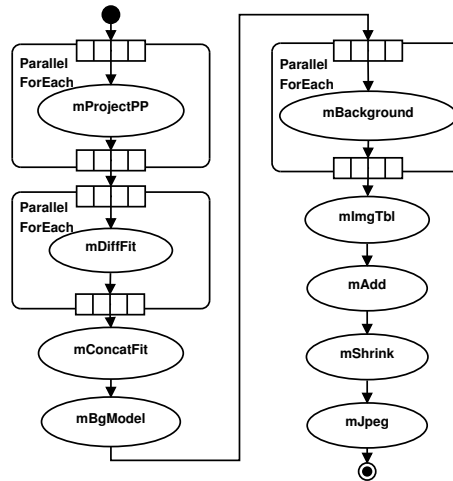 Parallel
ForEach
mProjectPP
Parallel
ForEach
mDiffFit
mConcatFit
mBgModel
Parallel
ForEach
mBackground
mImgTbl
mAdd
mShrink
mJpeg